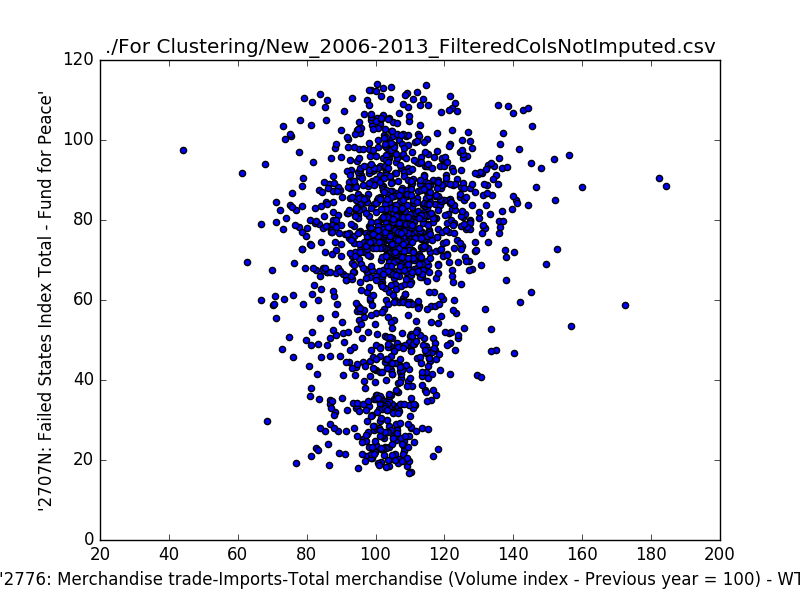 ./For Clustering/New_2006-2013_FilteredColsNotImputed.csv
120
100
80
60
40
20
0
'2707N: Failed States Index Total - Fund for Peace'
20 40 60 80 100 120 140 160 180 200
'2776: Merchandise trade-Imports-Total merchandise (Volume index - Previous year = 100) - WT